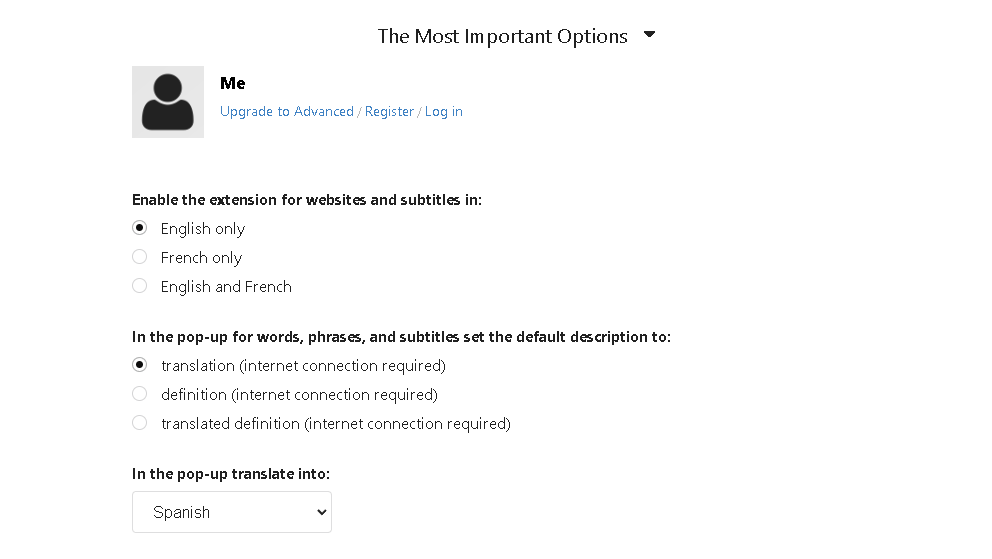 The Most Important Options
Me
Upgrade to Advanced / Register / Log in
Enable the extension for websites and subtitles in:
English only
French only
English and French
In the pop-up for words, phrases, and subtitles set the default description to:
translation (internet connection required)
definition (internet connection required)
translated definition (internet connection required)
In the pop-up translate into:
Spanish